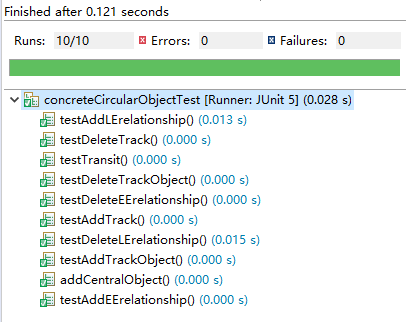 Finished after 0.121 seconds
Runs: 10/10 Errors: 0 Failures: 0
concreteCircularObjectTest [Runner: JUnit 5] (0.028 s)
testAddLErelationship() (0.013 s)
testDeleteTrack() (0.000 s)
testTransit() (0.000 s)
testDeleteTrackObject() (0.000 s)
testDeleteEErelationship() (0.000 s)
testAddTrack() (0.000 s)
testDeleteLErelationship() (0.015 s)
testAddTrackObject() (0.000 s)
addCentralObject() (0.000 s)
testAddEErelationship() (0.000 s)